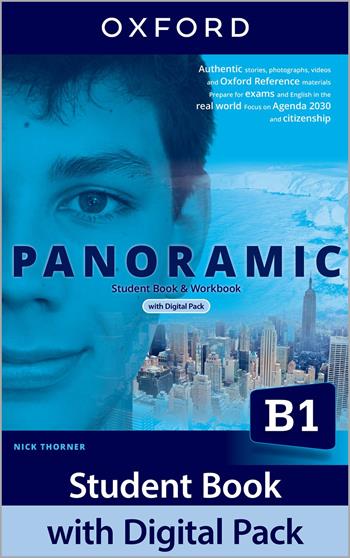 OXFORD
Authentic stories, photographs, videos
and Oxford Reference materials
Prepare for exams and English in the
real world Focus on Agenda 2030
and citizenship
PANORAMIC
Student Book & Workbook
with Digital Pack
B1
NICK THORNER
Student Book
with Digital Pack